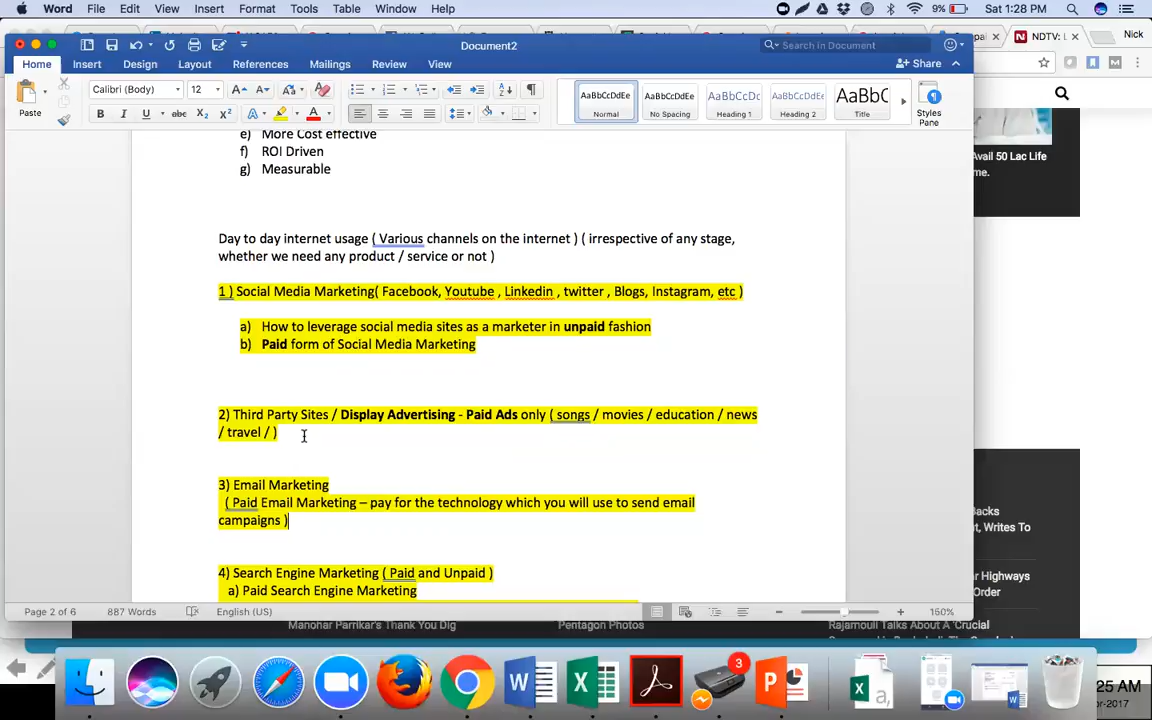 Word File Edit View Insert Format Tools Table Window Help 9% Sat 1:28 PM
Document2
Search in Document
NDTV: L
Nick
Home Insert Design Layout References Mailings Review View Share
Calibri (Body) 12
Paste
AaBbCcDdEe AaBbCcDdEe AaBbCcDc AaBbCcDdEe AaBbC
Normal No Spacing Heading 1 Heading 2 Title Styles Pane
e) More Cost effective
f) ROI Driven
g) Measurable
Day to day internet usage ( Various channels on the internet ) ( irrespective of any stage,
whether we need any product / service or not )
1 ) Social Media Marketing( Facebook, Youtube , Linkedin , twitter , Blogs, Instagram, etc )
a) How to leverage social media sites as a marketer in unpaid fashion
b) Paid form of Social Media Marketing
2) Third Party Sites / Display Advertising - Paid Ads only ( songs / movies / education / news
/ travel / )
3) Email Marketing
( Paid Email Marketing – pay for the technology which you will use to send email
campaigns )
4) Search Engine Marketing ( Paid and Unpaid )
a) Paid Search Engine Marketing
Page 2 of 6 887 Words English (US) 150%
Avail 50 Lac Life
me.
Backs
, Writes To
ar Highways
Order
Manohar Parrikar's Thank You Dig
Pentagon Photos
Rajamouli Talks About A 'Crucial
3
25 AM
pr-2017